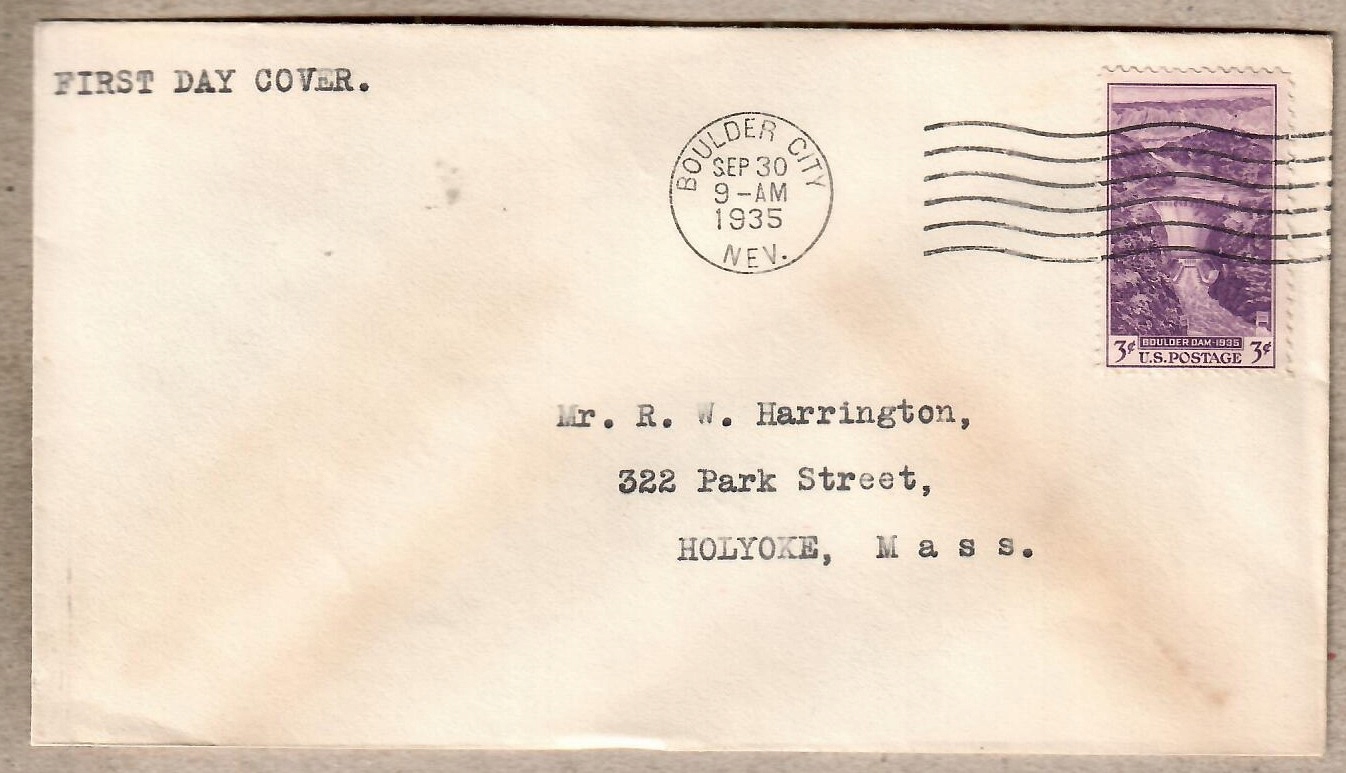 FIRST DAY COVER.
BOULDER CITY
SEP 30
9-AM
1935
NEV.
3¢ BOULDER DAM-1935 3¢
U.S. POSTAGE
Mr. R. W. Harrington,
322 Park Street,
HOLYOKE, M a s s.